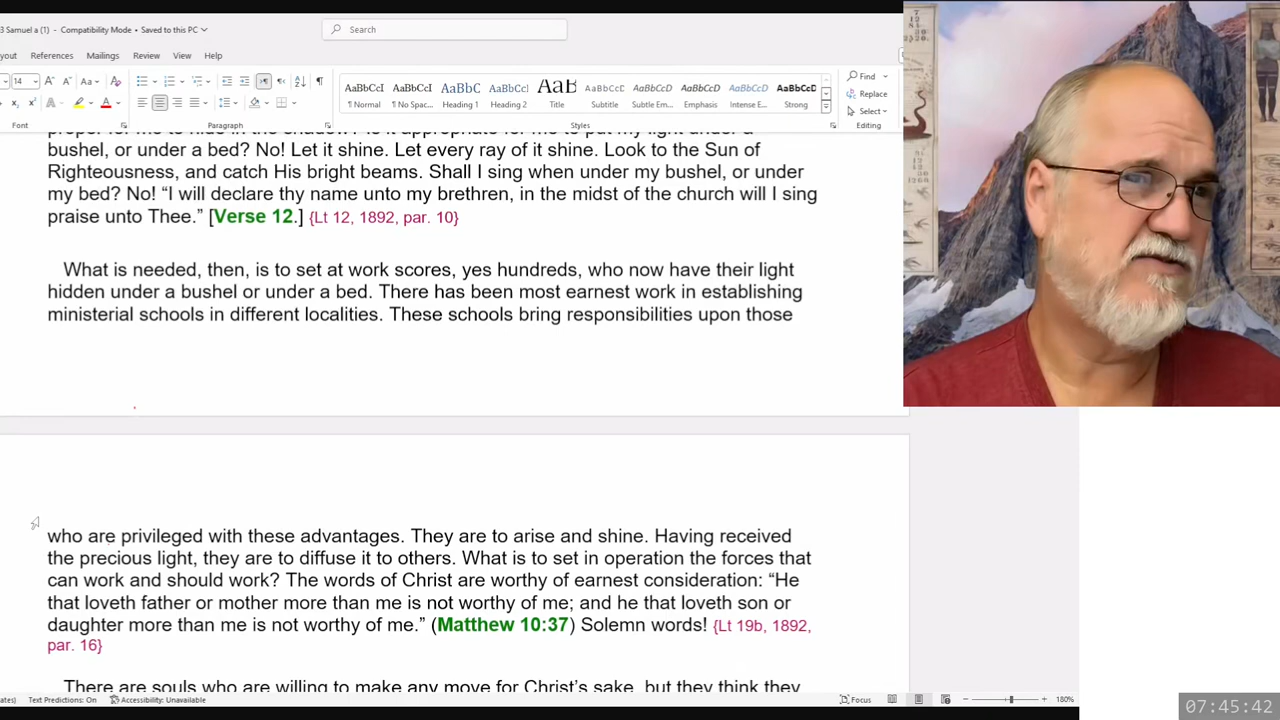 3 Samuel a (1) - Compatibility Mode • Saved to this PC
Search
yout References Mailings Review View Help
14 A A Aa A
Find
Replace
Select
AaBbCcI AaBbCcI AaBbC AaBbCcI AaB AaBbCcD AaBbCcD AaBbCcD AaBbCcD AaBbCcD
¶ Normal ¶ No Spac... Heading 1 Heading 2 Title Subtitle Subtle Em... Emphasis Intense E... Strong
Font Paragraph Styles Editing
bushel, or under a bed? No! Let it shine. Let every ray of it shine. Look to the Sun of
Righteousness, and catch His bright beams. Shall I sing when under my bushel, or under
my bed? No! “I will declare thy name unto my brethren, in the midst of the church will I sing
praise unto Thee.” [Verse 12.] {Lt 12, 1892, par. 10}
What is needed, then, is to set at work scores, yes hundreds, who now have their light
hidden under a bushel or under a bed. There has been most earnest work in establishing
ministerial schools in different localities. These schools bring responsibilities upon those
who are privileged with these advantages. They are to arise and shine. Having received
the precious light, they are to diffuse it to others. What is to set in operation the forces that
can work and should work? The words of Christ are worthy of earnest consideration: “He
that loveth father or mother more than me is not worthy of me; and he that loveth son or
daughter more than me is not worthy of me.” (Matthew 10:37) Solemn words! {Lt 19b, 1892,
par. 16}
There are souls who are willing to make any move for Christ’s sake, but they think they
ates) Text Predictions: On Accessibility: Unavailable Focus 180%
07:45:42